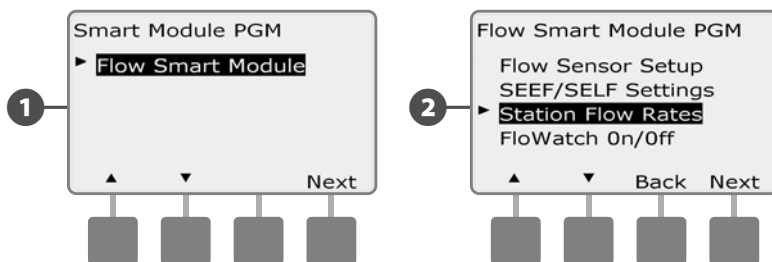 Smart Module PGM
Flow Smart Module
1
Next
Flow Smart Module PGM
Flow Sensor Setup
SEEF/SELF Settings
Station Flow Rates
FloWatch On/Off
2
Back Next